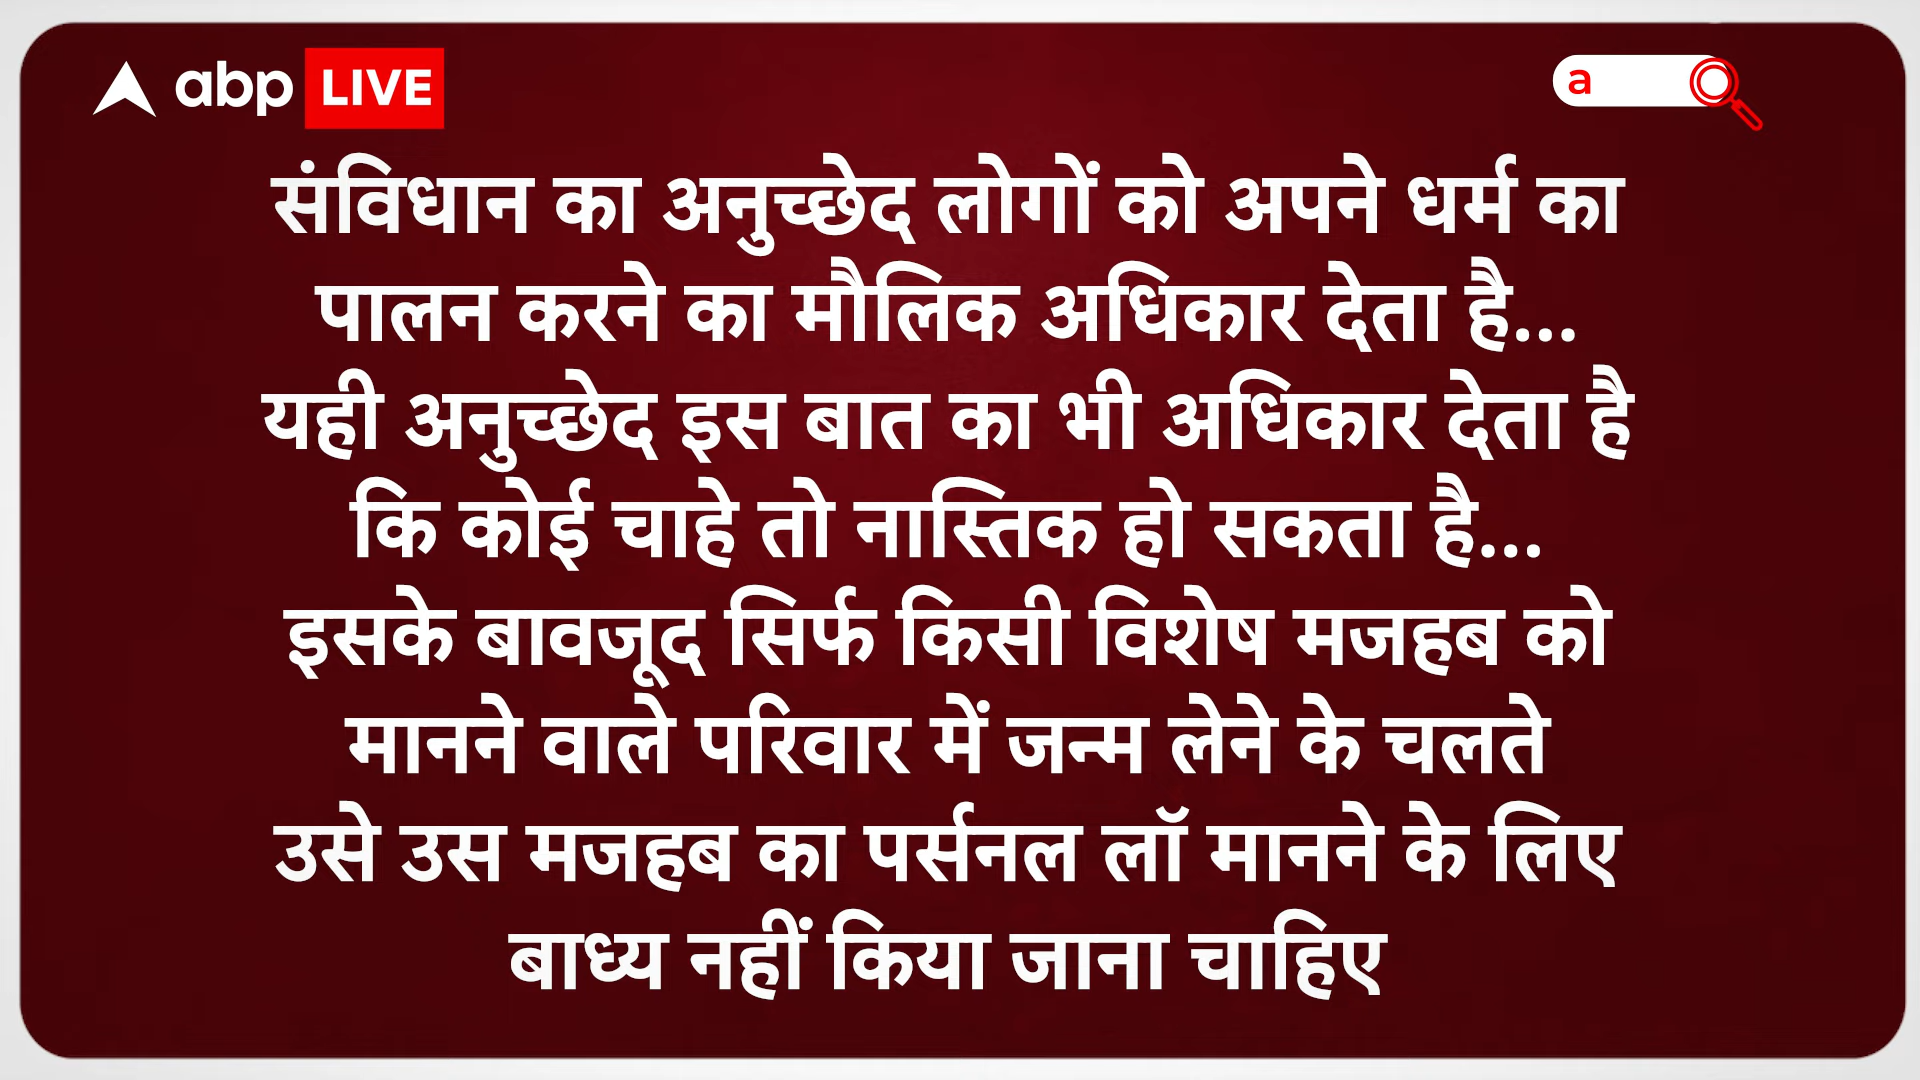 abp LIVE
a
संविधान का अनुच्छेद लोगों को अपने धर्म का
पालन करने का मौलिक अधिकार देता है...
यही अनुच्छेद इस बात का भी अधिकार देता है
कि कोई चाहे तो नास्तिक हो सकता है...
इसके बावजूद सिर्फ किसी विशेष मजहब को
मानने वाले परिवार में जन्म लेने के चलते
उसे उस मजहब का पर्सनल लॉ मानने के लिए
बाध्य नहीं किया जाना चाहिए